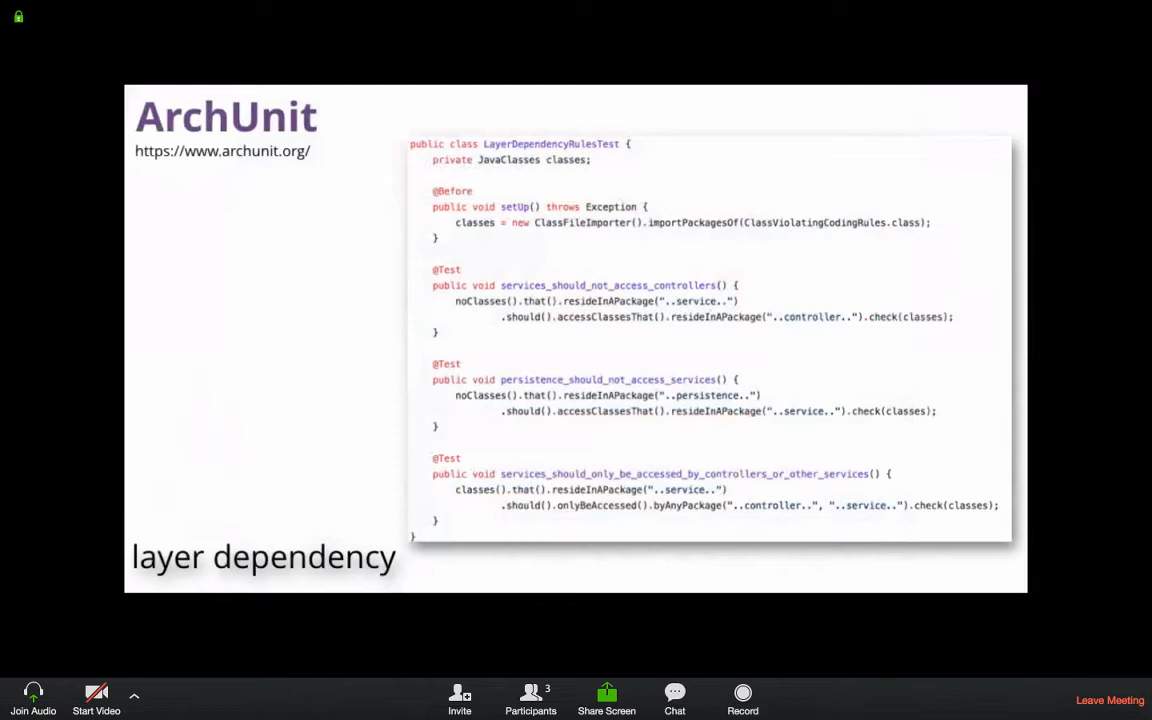 ArchUnit
https://www.archunit.org/
public class LayerDependencyRulesTest {
private JavaClasses classes;
@Before
public void setUp() throws Exception {
classes = new ClassFileImporter().importPackagesOf(ClassViolatingCodingRules.class);
}
@Test
public void services_should_not_access_controllers() {
noClasses().that().resideInAPackage("..service..")
.should().accessClassesThat().resideInAPackage("..controller..").check(classes);
}
@Test
public void persistence_should_not_access_services() {
noClasses().that().resideInAPackage("..persistence..")
.should().accessClassesThat().resideInAPackage("..service..").check(classes);
}
@Test
public void services_should_only_be_accessed_by_controllers_or_other_services() {
classes().that().resideInAPackage("..service..")
.should().onlyBeAccessed().byAnyPackage("..controller..", "..service..").check(classes);
}
}
layer dependency
Join Audio
Start Video
Invite
3
Participants
Share Screen
Chat
Record
Leave Meeting